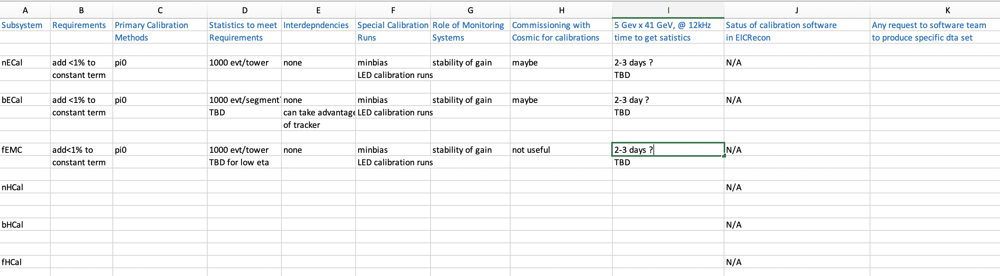 A B C D E F G H I J K
Subsystem Requirements Primary Calibration Statistics to meet Interdepndencies Special Calibration Role of Monitoring Commissioning with 5 Gev x 41 GeV, @ 12kHz Satus of calibration software Any request to software team
Methods Requirements Runs Systems Cosmic for calibrations time to get satistics in EICRecon to produce specific dta set
nECal add <1% to pi0 1000 evt/tower none minbias stability of gain maybe 2-3 days ? N/A
constant term LED calibration runs TBD
bECal add <1% to pi0 1000 evt/segment? none minbias stability of gain maybe 2-3 day ? N/A
constant term TBD can take advantage LED calibration runs TBD
of tracker
fEMC add<1% to pi0 1000 evt/tower none minbias stability of gain not useful 2-3 days ? N/A
constant term TBD for low eta LED calibration runs TBD
nHCal N/A
bHCal N/A
fHCal N/A